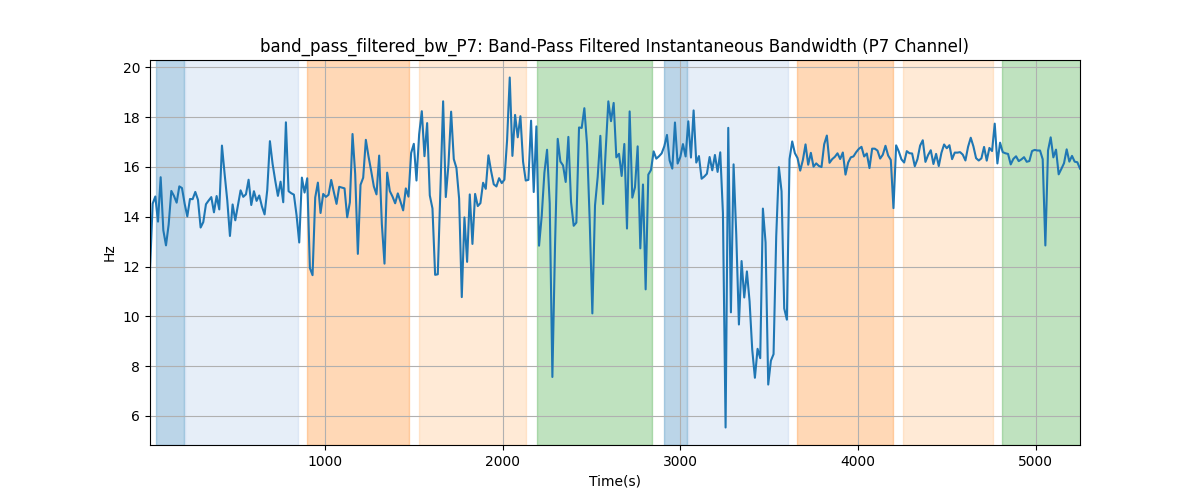 band_pass_filtered_bw_P7: Band-Pass Filtered Instantaneous Bandwidth (P7 Channel)
20
18
16
14
12
10
8
6
Hz
1000 2000 3000 4000 5000
Time(s)